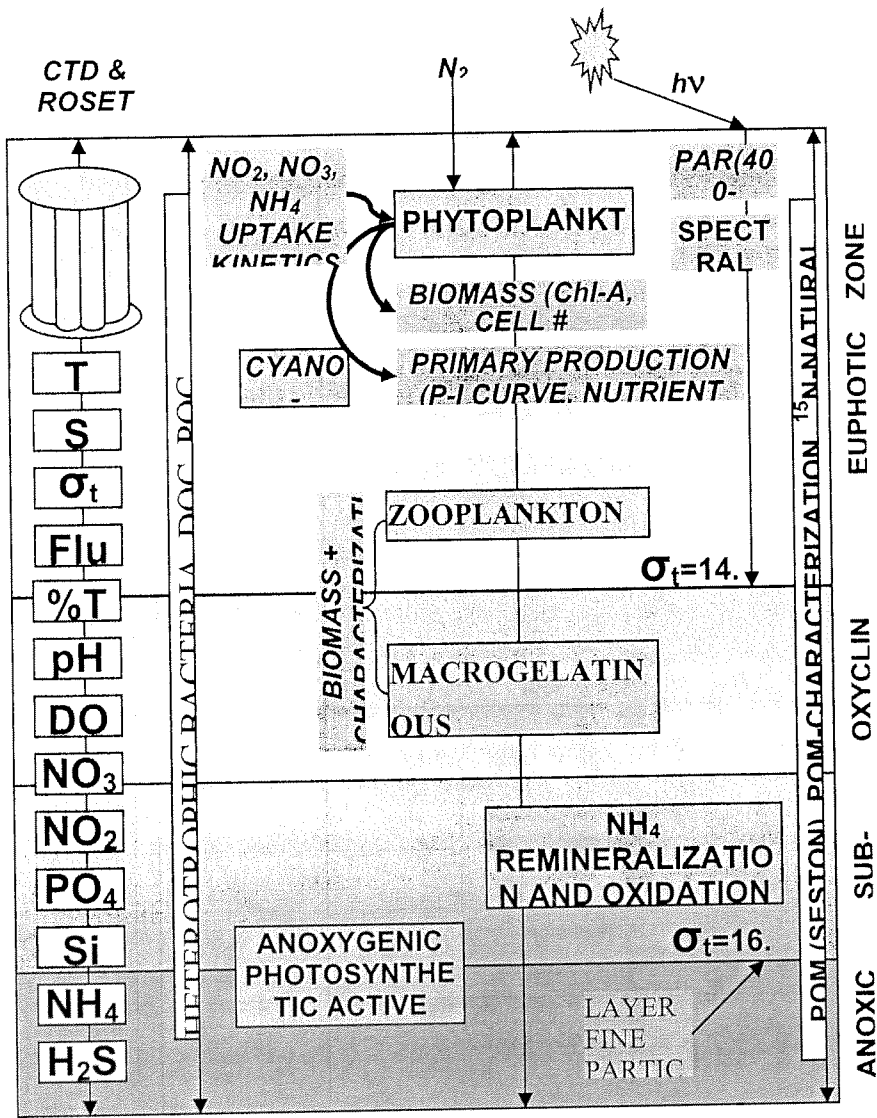 CTD &
ROSET
N₂
hν
NO₂, NO₃,
NH₄
UPTAKE
KINETICS
PHYTOPLANKT
PAR(40
0-
SPECT
RAL
BIOMASS (Chl-A,
CELL #
CYANO
-
PRIMARY PRODUCTION
(P-I CURVE, NUTRIENT
T
S
σt
Flu
%T
pH
DO
NO₃
NO₂
PO₄
Si
NH₄
H₂S
HETEROTROPHIC BACTERIA, DOC, POC
ZOOPLANKTON
BIOMASS +
CHARACTERIZATI
σt=14.
MACROGELATIN
OUS
NH₄
REMINERALIZATIO
N AND OXIDATION
σt=16.
ANOXYGENIC
PHOTOSYNTHE
TIC ACTIVE
LAYER
FINE
PARTIC
POM (SESTON) POM-CHARACTERIZATION ¹⁵N-NATURAL
EUPHOTIC ZONE
OXYCLIN
SUB-
ANOXIC